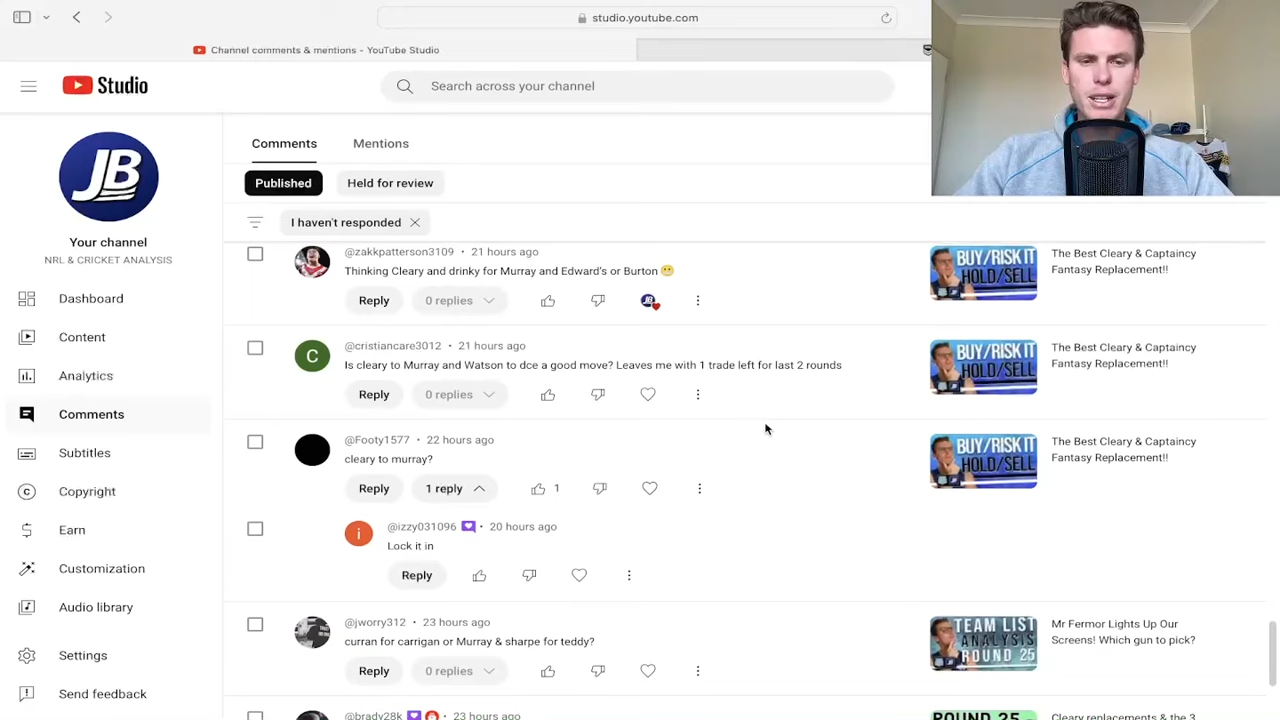 studio.youtube.com
Channel comments & mentions - YouTube Studio
Studio
Search across your channel
JB
Your channel
NRL & CRICKET ANALYSIS
Dashboard
Content
Analytics
Comments
Subtitles
Copyright
Earn
Customization
Audio library
Settings
Send feedback
Comments
Mentions
Published
Held for review
I haven't responded
@zakkpatterson3109 • 21 hours ago
Thinking Cleary and drinky for Murray and Edward's or Burton 😬
Reply
0 replies
BUY/RISK IT
HOLD/SELL
The Best Cleary & Captaincy
Fantasy Replacement!!
@cristiancare3012 • 21 hours ago
Is cleary to Murray and Watson to dce a good move? Leaves me with 1 trade left for last 2 rounds
Reply
0 replies
BUY/RISK IT
HOLD/SELL
The Best Cleary & Captaincy
Fantasy Replacement!!
@Footy1577 • 22 hours ago
cleary to murray?
Reply
1 reply
1
BUY/RISK IT
HOLD/SELL
The Best Cleary & Captaincy
Fantasy Replacement!!
i
@izzy031096 • 20 hours ago
Lock it in
Reply
@jworry312 • 23 hours ago
curran for carrigan or Murray & sharpe for teddy?
Reply
0 replies
TEAM LIST
ANALYSIS
ROUND 25
Mr Fermor Lights Up Our
Screens! Which gun to pick?
@brady28k • 23 hours ago
ROUND 25
Cleary replacements & the 3